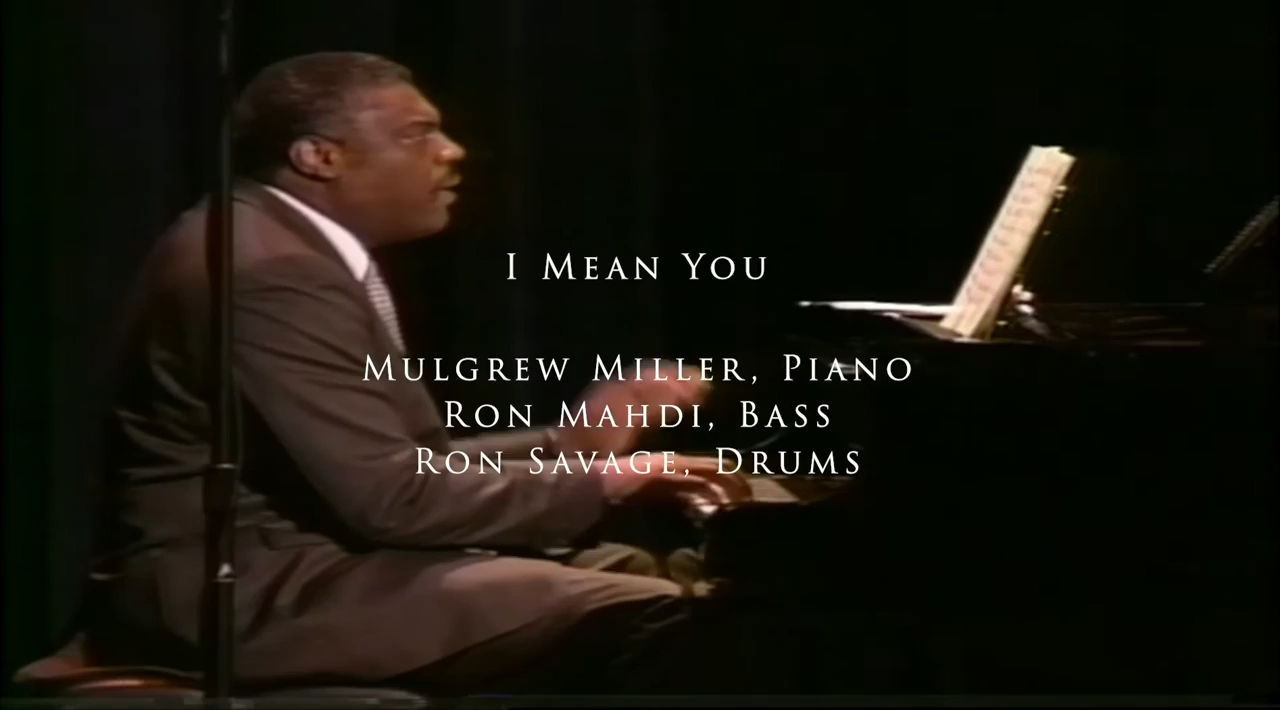 I Mean You
Mulgrew Miller, Piano
Ron Mahdi, Bass
Ron Savage, Drums